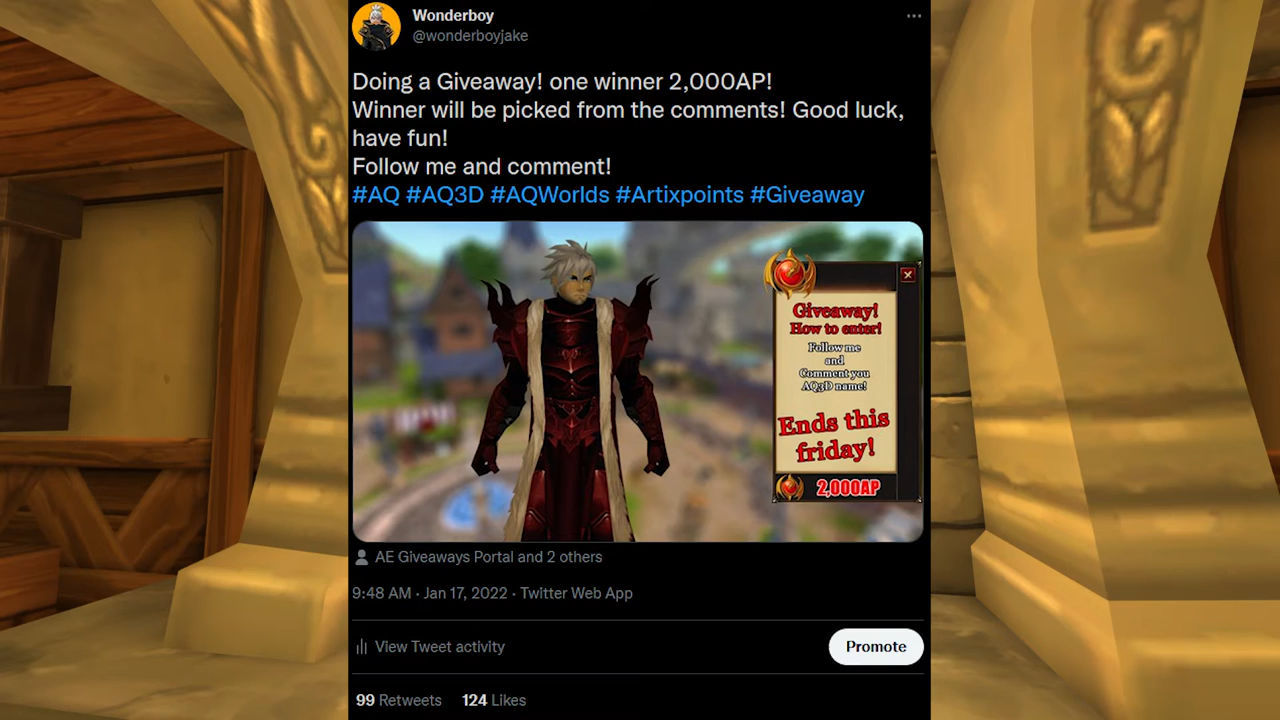 Wonderboy
@wonderboyjake
Doing a Giveaway! one winner 2,000AP!
Winner will be picked from the comments! Good luck,
have fun!
Follow me and comment!
#AQ #AQ3D #AQWorlds #Artixpoints #Giveaway
Giveaway!
How to enter!
Follow me
and
Comment you
AQ3D name!
Ends this
friday!
2,000AP
AE Giveaways Portal and 2 others
9:48 AM · Jan 17, 2022 · Twitter Web App
View Tweet activity
Promote
99 Retweets 124 Likes